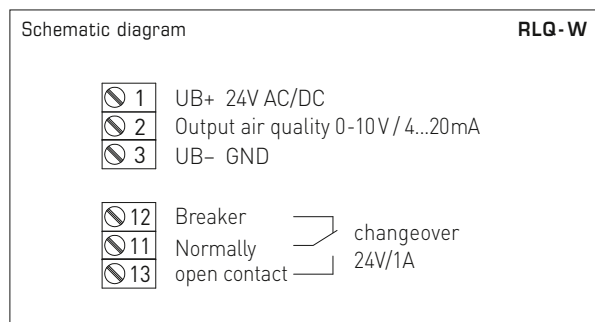 Schematic diagram RLQ-W
1 UB+ 24V AC/DC
2 Output air quality 0-10V / 4...20mA
3 UB– GND
12 Breaker
changeover
11 Normally
24V/1A
13 open contact